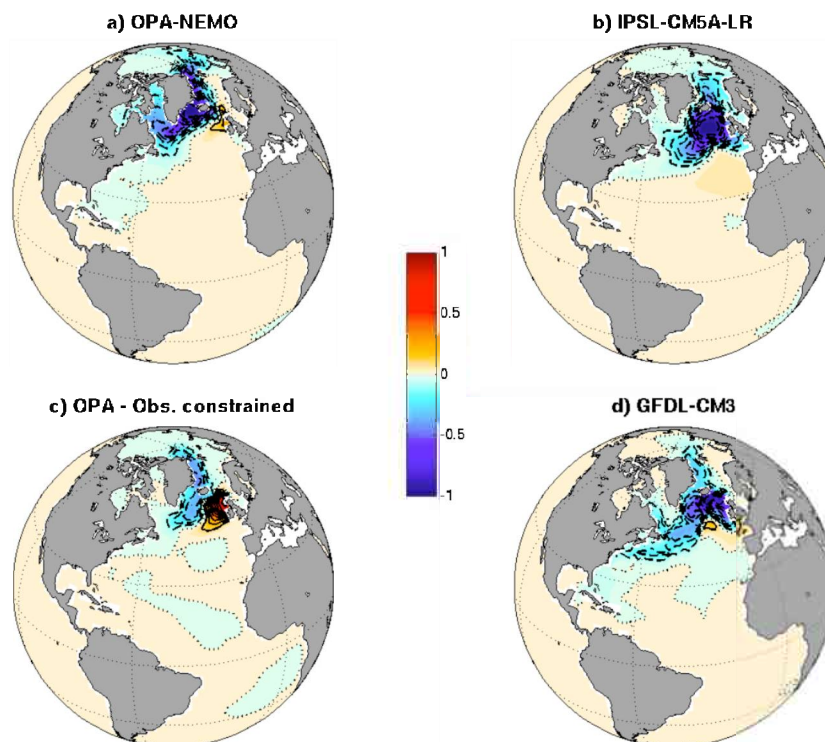 a) OPA-NEMO
b) IPSL-CM5A-LR
1
0.5
0
-0.5
-1
c) OPA - Obs. constrained
d) GFDL-CM3